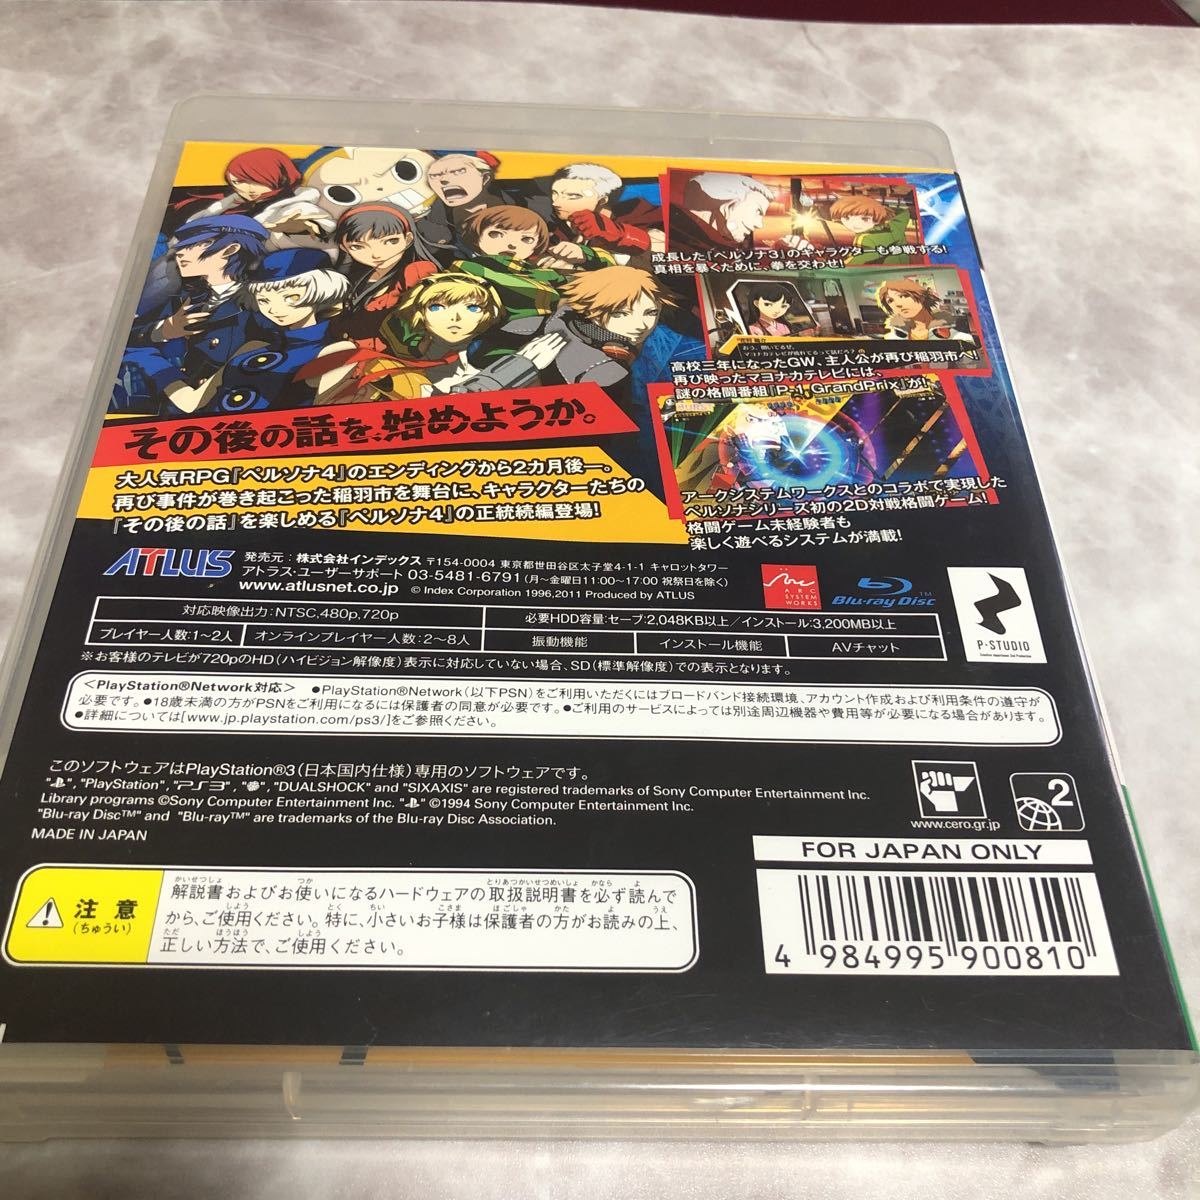 成長した『ペルソナ3』のキャラクターも参戦する!
真相を暴くために、拳を交わせ!
おう、聞いてるぜ。
マヨナカテレビが流れてるって話だろ?
高校三年になったGW、主人公が再び稲羽市へ!
再び映ったマヨナカテレビには、
謎の格闘番組『P-1 GrandPrix』が!
BURST
アークシステムワークスとのコラボで実現した
ペルソナシリーズ初の2D対戦格闘ゲーム!
格闘ゲーム未経験者も
楽しく遊べるシステムが満載!
その後の話を、始めようか。
大人気RPG『ペルソナ4』のエンディングから2カ月後―。
再び事件が巻き起こった稲羽市を舞台に、キャラクターたちの
『その後の話』を楽しめる『ペルソナ4』の正統続編登場!
ATLUS
発売元:株式会社インデックス 〒154-0004 東京都世田谷区太子堂4-1-1 キャロットタワー
アトラス・ユーザーサポート 03-5481-6791 (月~金曜日11:00~17:00 祝祭日を除く)
www.atlusnet.co.jp © Index Corporation 1996,2011 Produced by ATLUS
ARC SYSTEM WORKS
Blu-ray Disc™
P-STUDIO
対応映像出力:NTSC,480p,720p
必要HDD容量:セーブ:2,048KB以上/インストール:3,200MB以上
プレイヤー人数:1~2人
オンラインプレイヤー人数:2~8人
振動機能
インストール機能
AVチャット
※お客様のテレビが720pのHD(ハイビジョン解像度)表示に対応していない場合、SD(標準解像度)での表示となります。
<PlayStation®Network対応> ●PlayStation®Network(以下PSN)をご利用いただくにはブロードバンド接続環境、アカウント作成および利用条件の遵守が
必要です。●18歳未満の方がPSNをご利用になるには保護者の同意が必要です。●ご利用のサービスによっては別途周辺機器や費用等が必要になる場合があります。
●詳細については[www.jp.playstation.com/ps3/]をご参照ください。
このソフトウェアはPlayStation®3(日本国内仕様)専用のソフトウェアです。
" ", "PlayStation", "PS3", " ", "DUALSHOCK" and "SIXAXIS" are registered trademarks of Sony Computer Entertainment Inc.
Library programs ©Sony Computer Entertainment Inc. " " ©1994 Sony Computer Entertainment Inc.
"Blu-ray Disc™" and "Blu-ray™" are trademarks of the Blu-ray Disc Association.
MADE IN JAPAN
www.cero.gr.jp
2
FOR JAPAN ONLY
4 984995 900810
注意
(ちゅうい)
解説書およびお使いになるハードウェアの取扱説明書を必ず読んで
から、ご使用ください。特に、小さいお子様は保護者の方がお読みの上、
正しい方法で、ご使用ください。